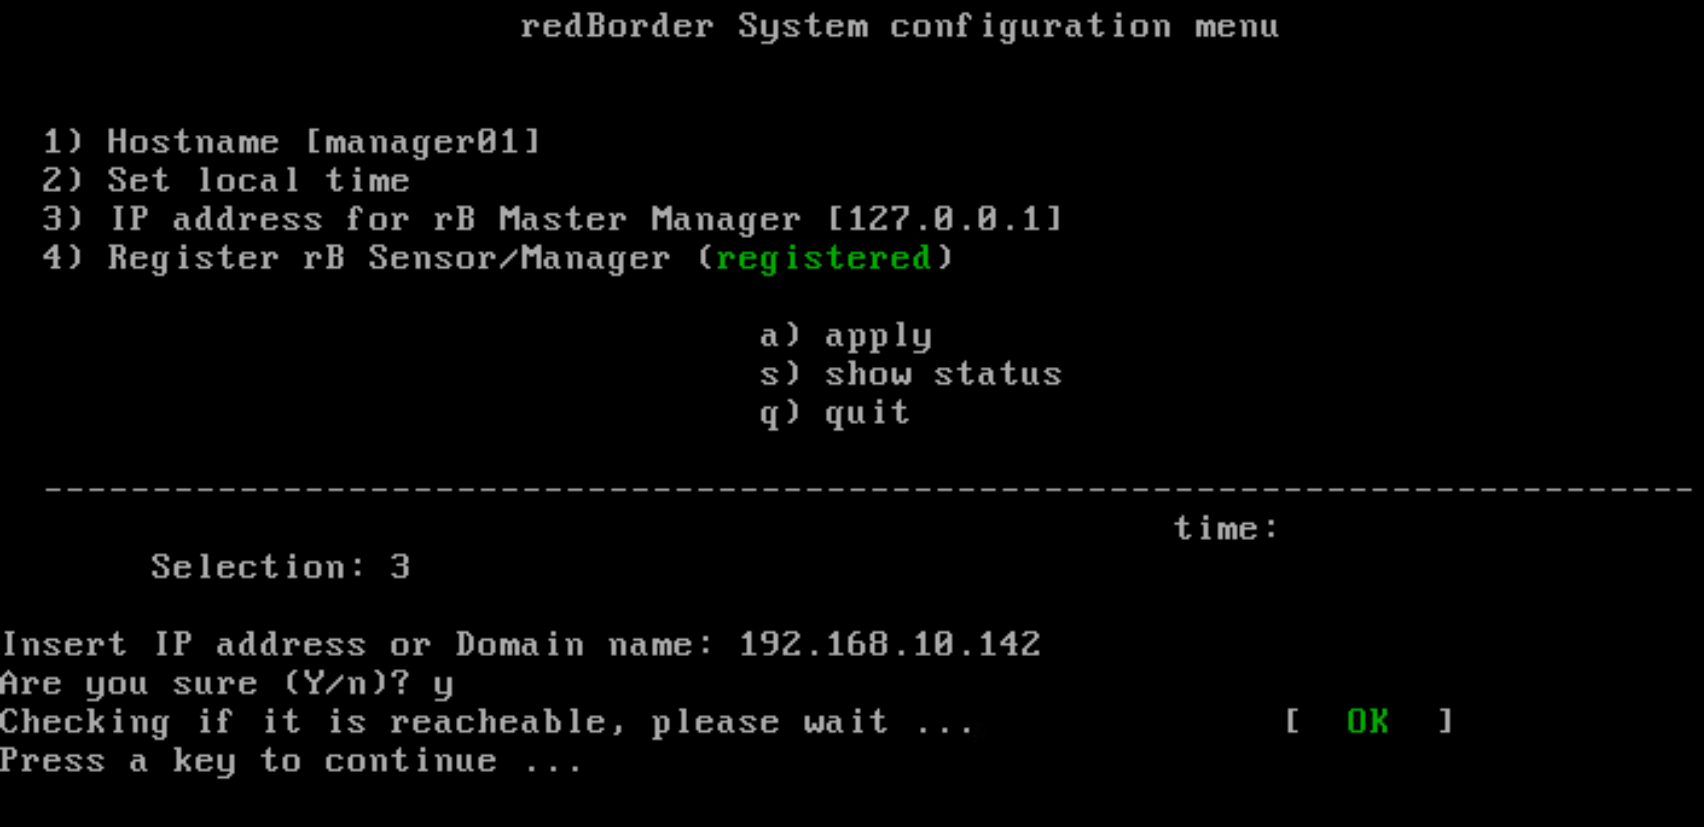 redBorder System configuration menu
1) Hostname [manager01]
2) Set local time
3) IP address for rB Master Manager [127.0.0.1]
4) Register rB Sensor/Manager (registered)
a) apply
s) show status
q) quit
----------------------------------------------------------------------------
time:
Selection: 3
Insert IP address or Domain name: 192.168.10.142
Are you sure (Y/n)? y
Checking if it is reacheable, please wait ... [ OK ]
Press a key to continue ...